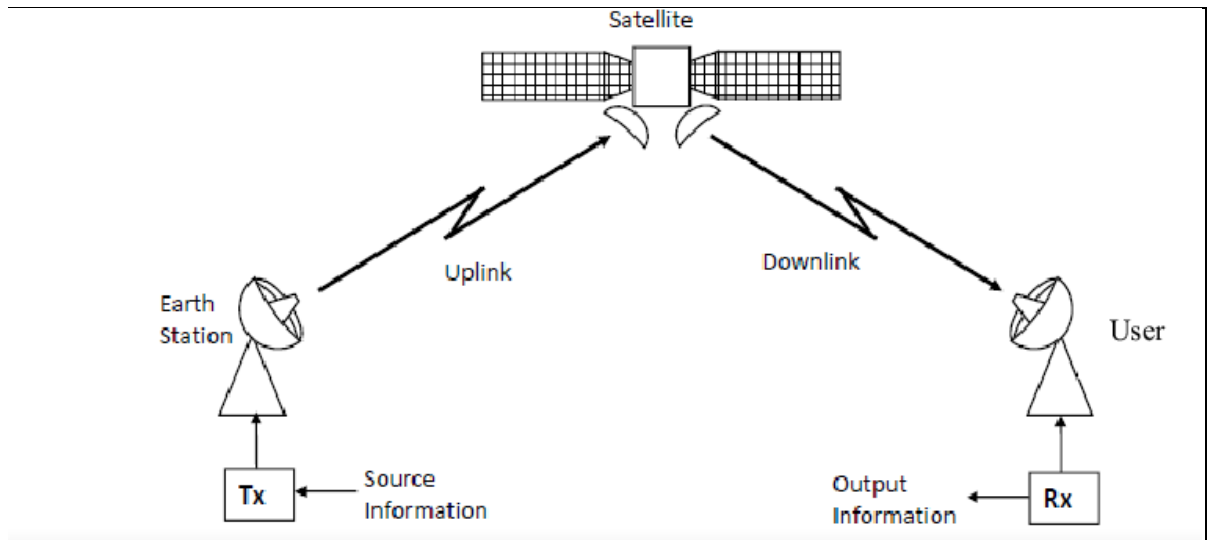 Satellite
Uplink
Downlink
Earth
Station
User
Tx
Source
Information
Output
Information
Rx